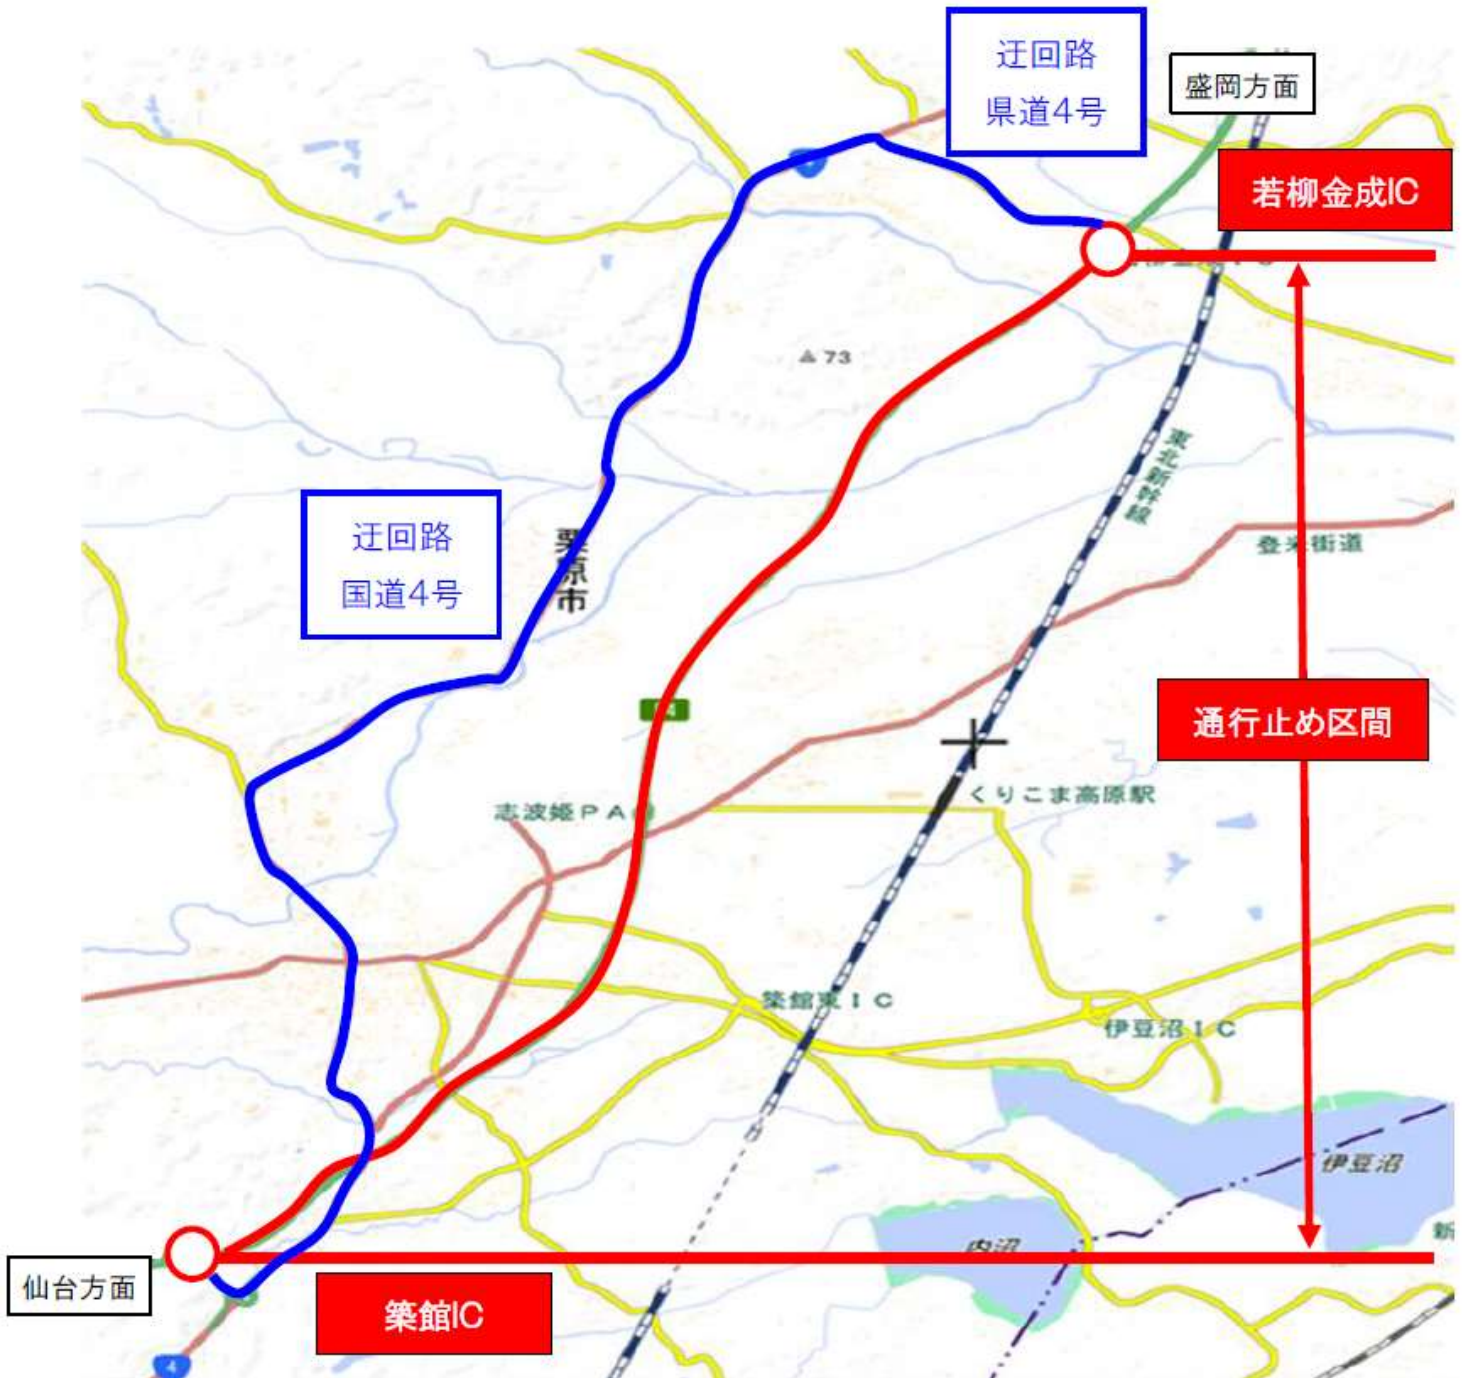 迂回路
県道4号
盛岡方面
若柳金成IC
73
東北新幹線
迂回路
国道4号
栗原市
登米街道
通行止め区間
くりこま高原駅
志波姫PA
築館東IC
伊豆沼IC
伊豆沼
新
内沼
仙台方面
築館IC
4